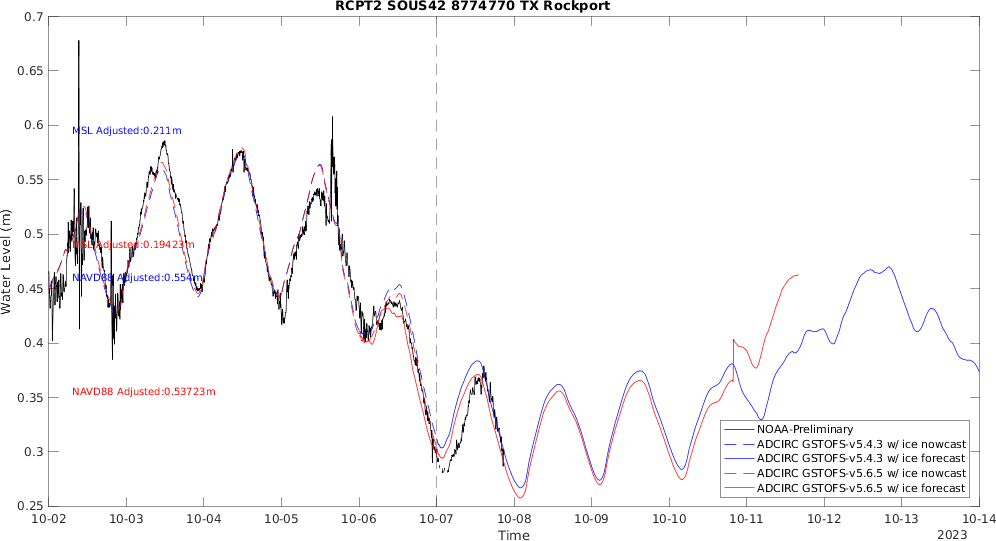 RCPT2 SOUS42 8774770 TX Rockport
0.7
0.65
0.6
0.55
0.5
0.45
0.4
0.35
0.3
0.25
Water Level (m)
MSL Adjusted:0.211m
MSL Adjusted:0.19423m
NAVD88 Adjusted:0.554m
NAVD88 Adjusted:0.53723m
NOAA-Preliminary
ADCIRC GSTOFS-v5.4.3 w/ ice nowcast
ADCIRC GSTOFS-v5.4.3 w/ ice forecast
ADCIRC GSTOFS-v5.6.5 w/ ice nowcast
ADCIRC GSTOFS-v5.6.5 w/ ice forecast
10-02 10-03 10-04 10-05 10-06 10-07 10-08 10-09 10-10 10-11 10-12 10-13 10-14
Time
2023